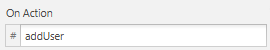 On Action
# addUser